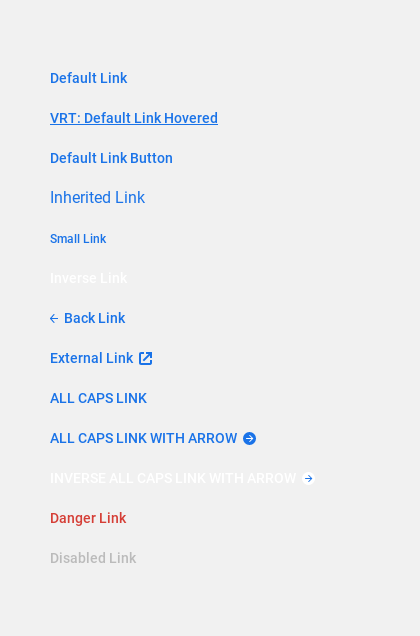 Default Link
VRT: Default Link Hovered
Default Link Button
Inherited Link
Small Link
Inverse Link
Back Link
External Link
ALL CAPS LINK
ALL CAPS LINK WITH ARROW
INVERSE ALL CAPS LINK WITH ARROW
Danger Link
Disabled Link